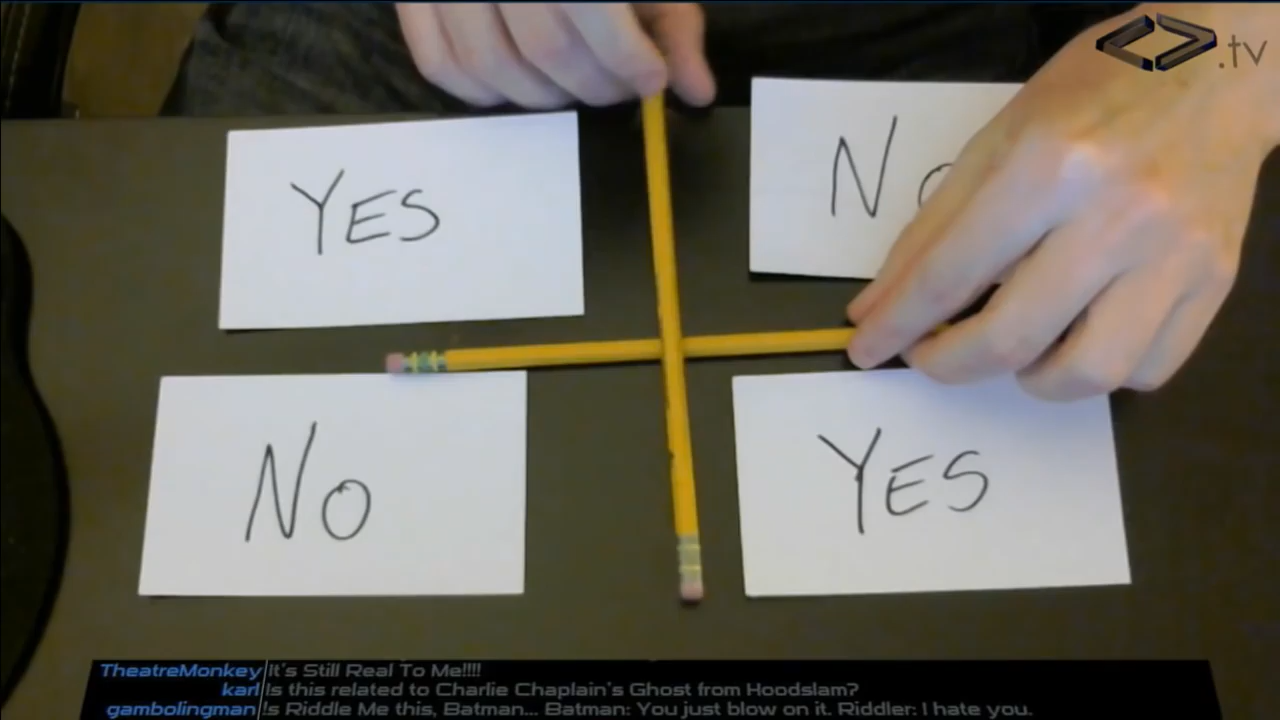 .tv
YES
No
No
YES
TheatreMonkey It's Still Real To Me!!!!
karl Is this related to Charlie Chaplain's Ghost from Hoodslam?
gambolingman Is Riddle Me this, Batman... Batman: You just blow on it. Riddler: I hate you.